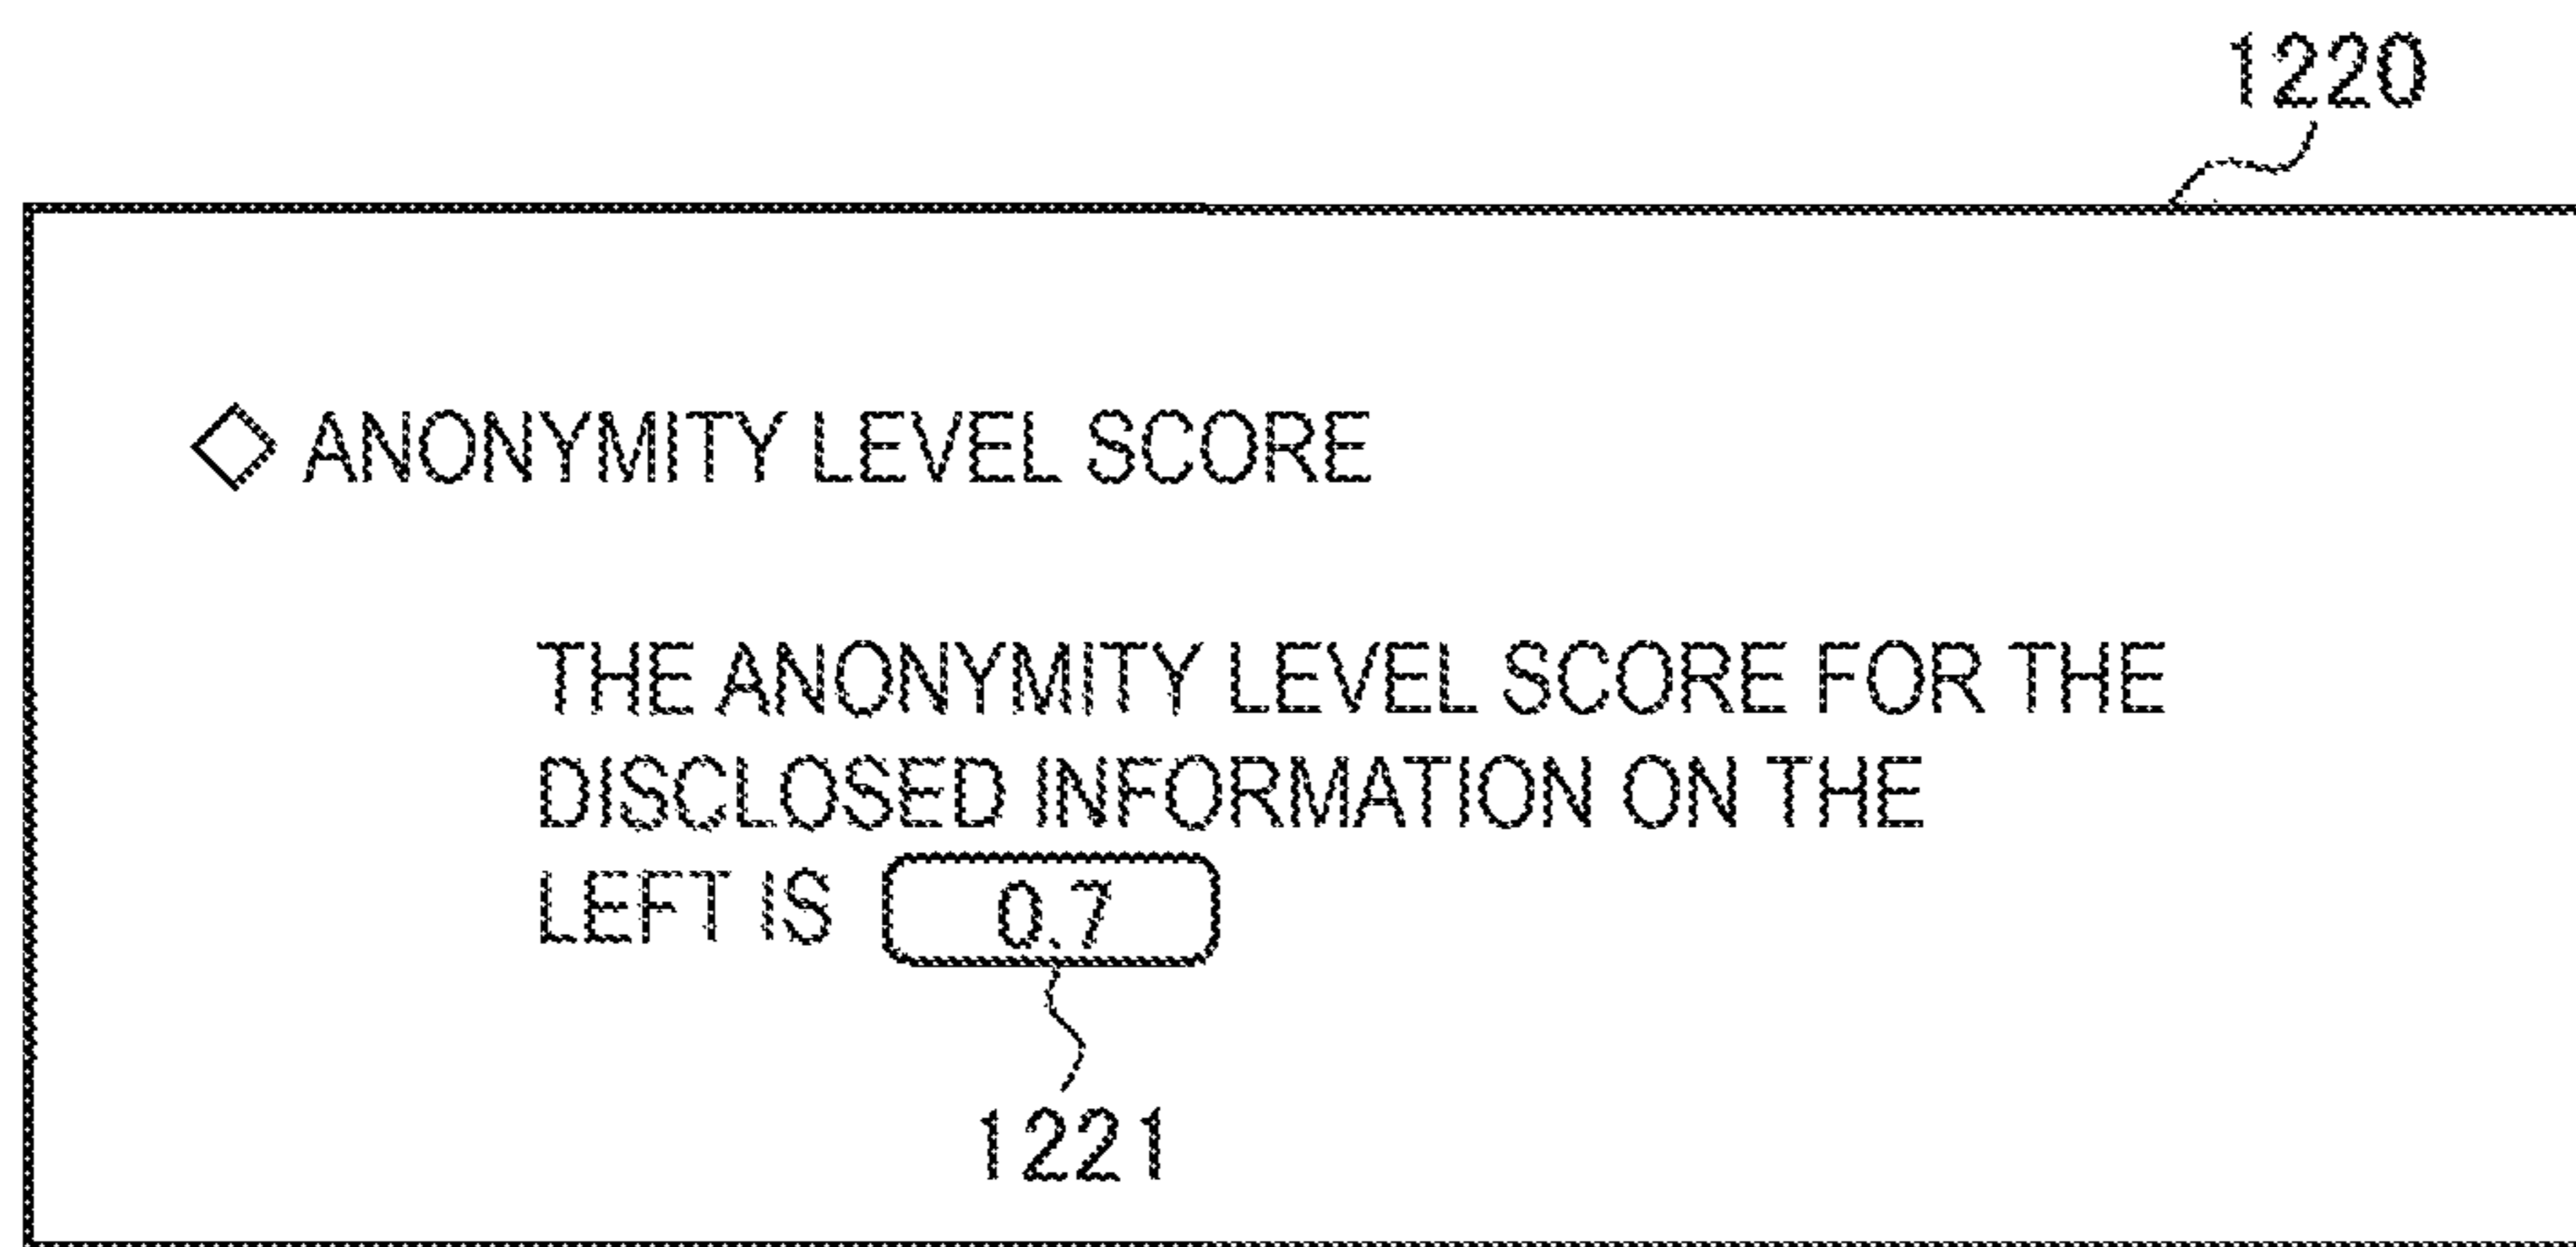 1220
◇ ANONYMITY LEVEL SCORE
THE ANONYMITY LEVEL SCORE FOR THE
DISCLOSED INFORMATION ON THE
LEFT IS 0.7
1221